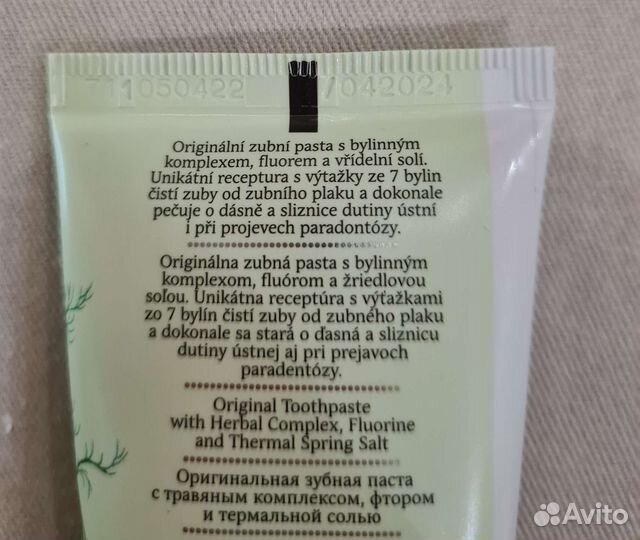 711050422 /042024
Originální zubní pasta s bylinným
komplexem, fluorem a vřídelní solí.
Unikátní receptura s výtažky ze 7 bylin
čistí zuby od zubního plaku a dokonale
pečuje o dásně a sliznice dutiny ústní
i při projevech paradontózy.
Originálna zubná pasta s bylinným
komplexom, fluórom a žriedlovou
soľou. Unikátna receptúra s výťažkami
zo 7 bylín čistí zuby od zubného plaku
a dokonale sa stará o ďasná a sliznicu
dutiny ústnej aj pri prejavoch
paradentózy.
Original Toothpaste
with Herbal Complex, Fluorine
and Thermal Spring Salt
Оригинальная зубная паста
с травяным комплексом, фтором
и термальной солью
Avito